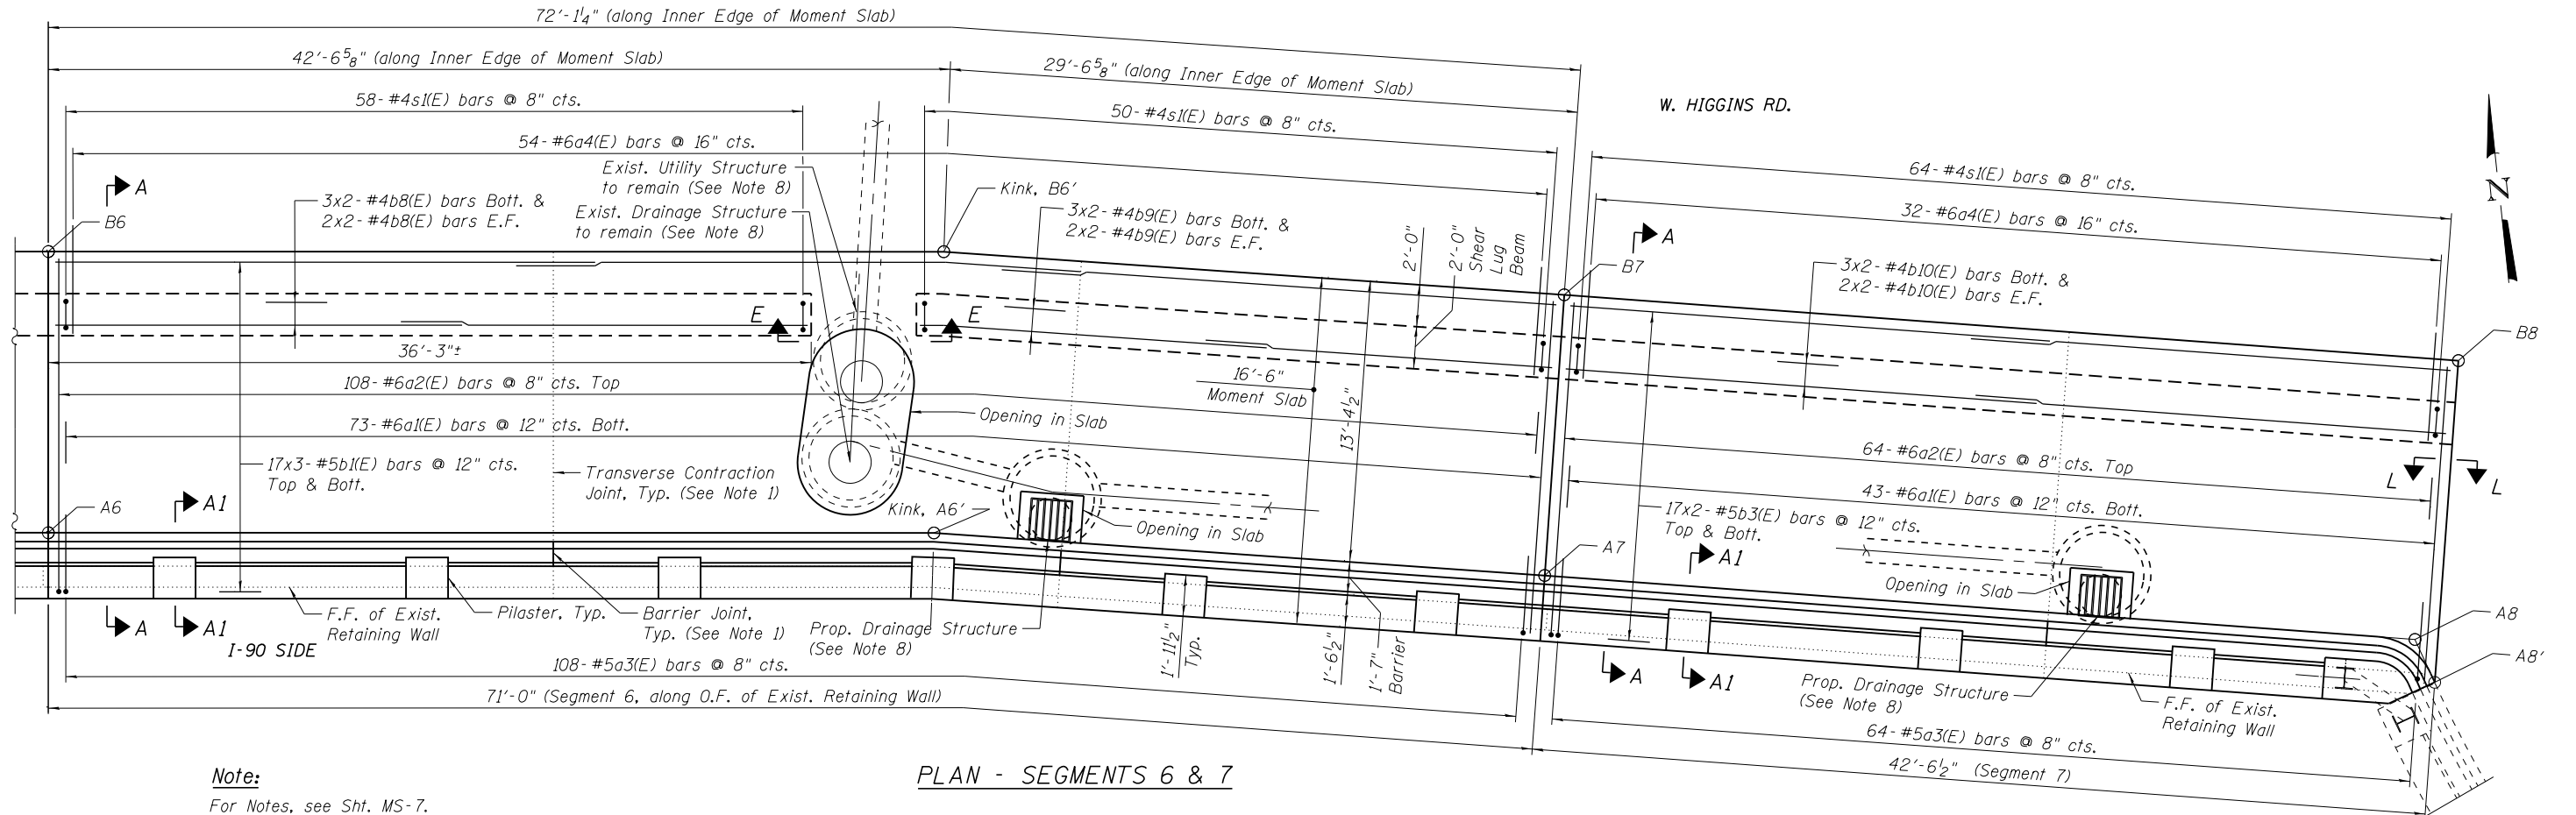 72'-1¼" (along Inner Edge of Moment Slab)
42'-6⅝" (along Inner Edge of Moment Slab)
29'-6⅝" (along Inner Edge of Moment Slab)
58-#4s1(E) bars @ 8" cts.
50-#4s1(E) bars @ 8" cts.
W. HIGGINS RD.
54-#6a4(E) bars @ 16" cts.
64-#4s1(E) bars @ 8" cts.
32-#6a4(E) bars @ 16" cts.
N
A
Exist. Utility Structure
to remain (See Note 8)
Exist. Drainage Structure
to remain (See Note 8)
Kink, B6'
3x2-#4b8(E) bars Bott. &
2x2-#4b8(E) bars E.F.
3x2-#4b9(E) bars Bott. &
2x2-#4b9(E) bars E.F.
B6
2'-0"
2'-0"
Shear
Lug
Beam
A
B7
3x2-#4b10(E) bars Bott. &
2x2-#4b10(E) bars E.F.
B8
E
E
36'-3"±
108-#6a2(E) bars @ 8" cts. Top
16'-6"
Moment Slab
13'-4½"
Opening in Slab
73-#6a1(E) bars @ 12" cts. Bott.
64-#6a2(E) bars @ 8" cts. Top
43-#6a1(E) bars @ 12" cts. Bott.
L
L
17x3-#5b1(E) bars @ 12" cts.
Top & Bott.
Transverse Contraction
Joint, Typ. (See Note 1)
A6
A1
Kink, A6'
Opening in Slab
17x2-#5b3(E) bars @ 12" cts.
Top & Bott.
A7
A1
Opening in Slab
A8
A8'
A
A1
F.F. of Exist.
Retaining Wall
Pilaster, Typ.
Barrier Joint,
Typ. (See Note 1)
Prop. Drainage Structure
(See Note 8)
I-90 SIDE
1'-11½"
Typ.
1'-6½"
1'-7"
Barrier
A
A1
Prop. Drainage Structure
(See Note 8)
F.F. of Exist.
Retaining Wall
108-#5a3(E) bars @ 8" cts.
71'-0" (Segment 6, along O.F. of Exist. Retaining Wall)
64-#5a3(E) bars @ 8" cts.
42'-6½" (Segment 7)
PLAN - SEGMENTS 6 & 7
Note:
For Notes, see Sht. MS-7.